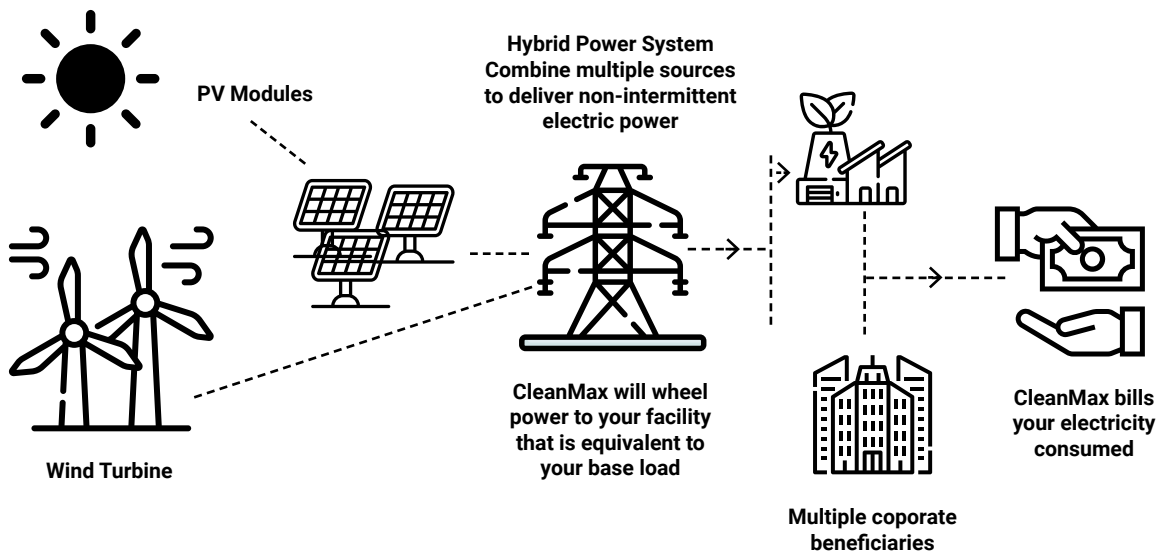 PV Modules
Hybrid Power System
Combine multiple sources
to deliver non-intermittent
electric power
Wind Turbine
CleanMax will wheel
power to your facility
that is equivalent to
your base load
Multiple coporate
beneficiaries
CleanMax bills
your electricity
consumed